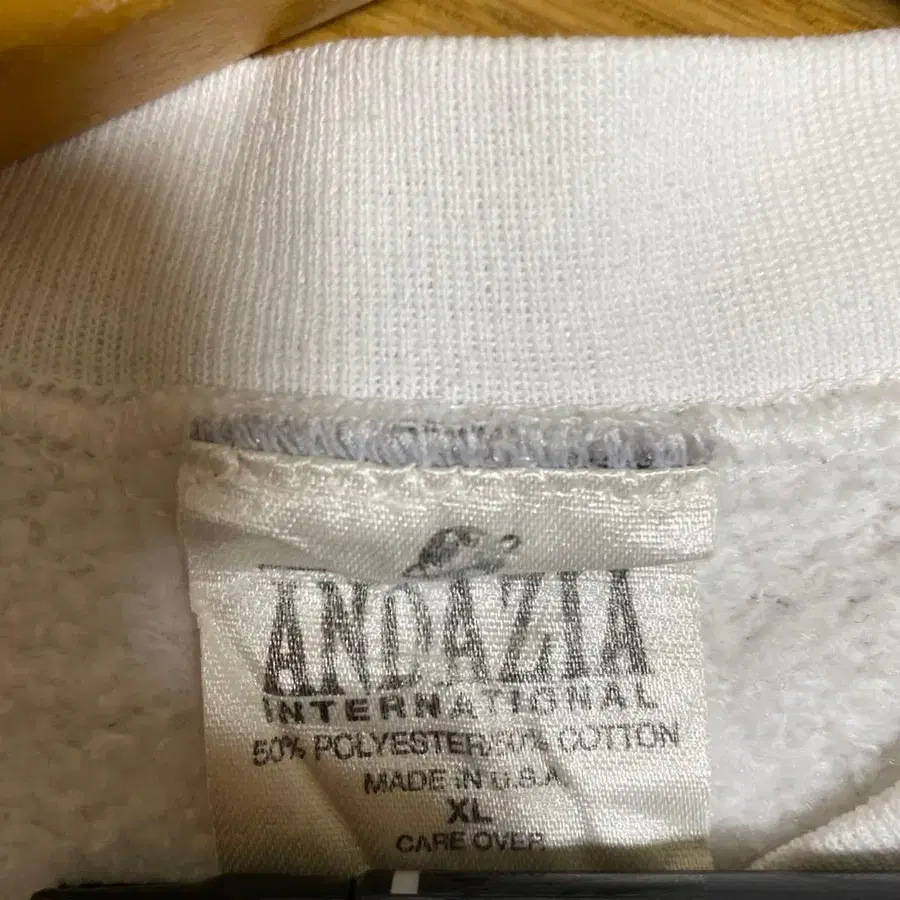 ANDAZIA
INTERNATIONAL
50% POLYESTER/50% COTTON
MADE IN U.S.A.
XL
CARE OVER